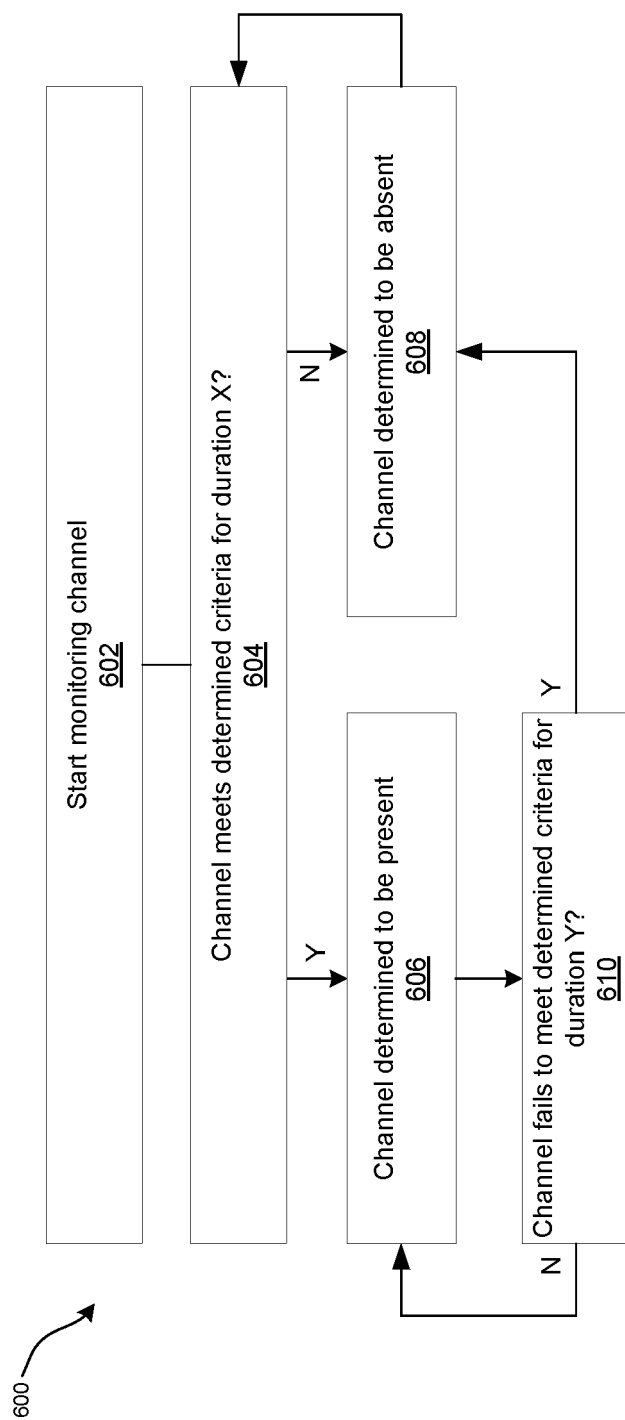 600
Start monitoring channel
602
Channel meets determined criteria for duration X?
604
Y
N
Channel determined to be present
606
Channel determined to be absent
608
Channel fails to meet determined criteria for
duration Y?
610
N
Y